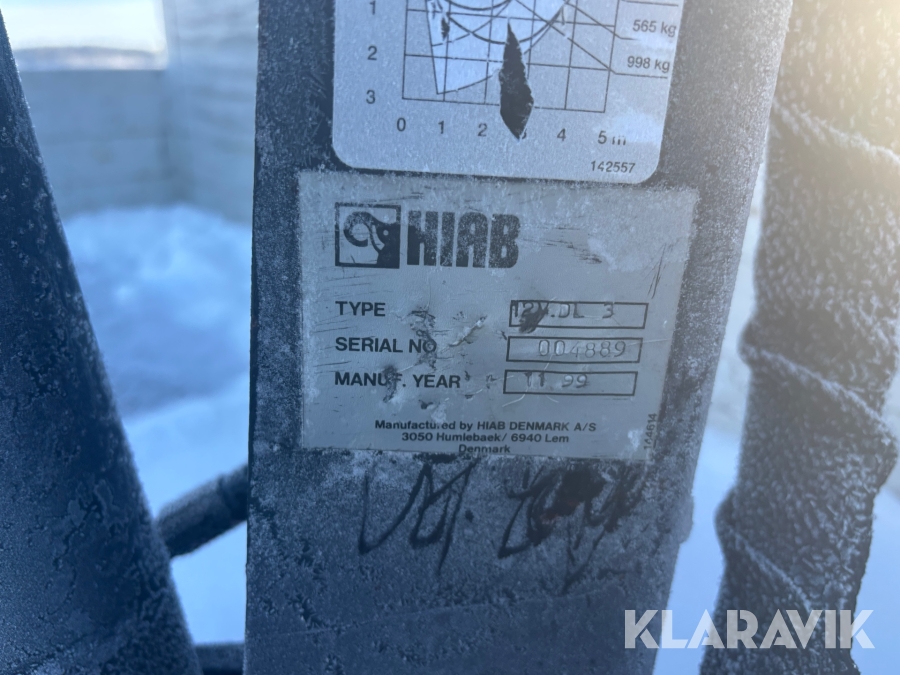 1
565 kg
2
998 kg
3
0 1 2 4 5 m
142557
HIAB
TYPE DL 3
SERIAL NO 004889
MANUF. YEAR 11 99
Manufactured by HIAB DENMARK A/S
3050 Humlebaek/ 6940 Lem
Denmark
KLARAVIK